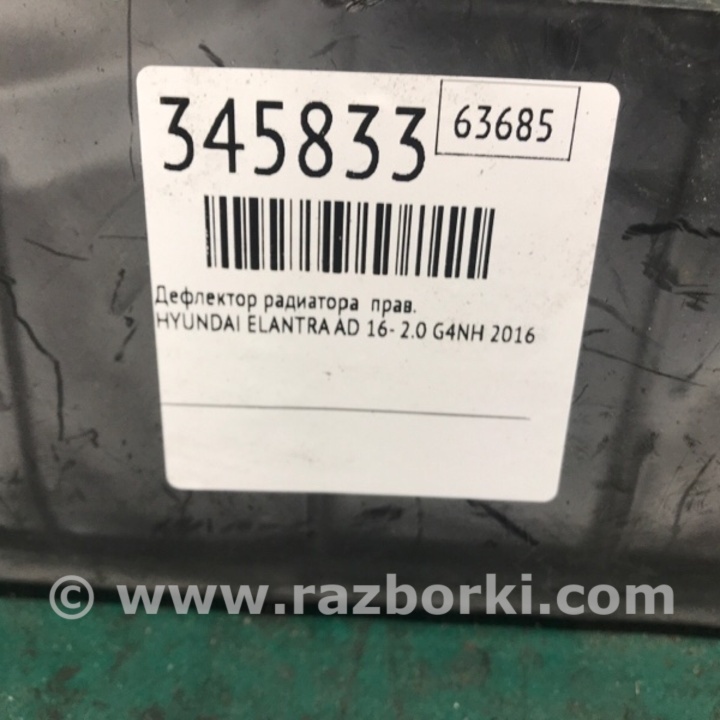 345833 63685
Дефлектор радиатора прав.
HYUNDAI ELANTRA AD 16- 2.0 G4NH 2016
© www.razborki.com